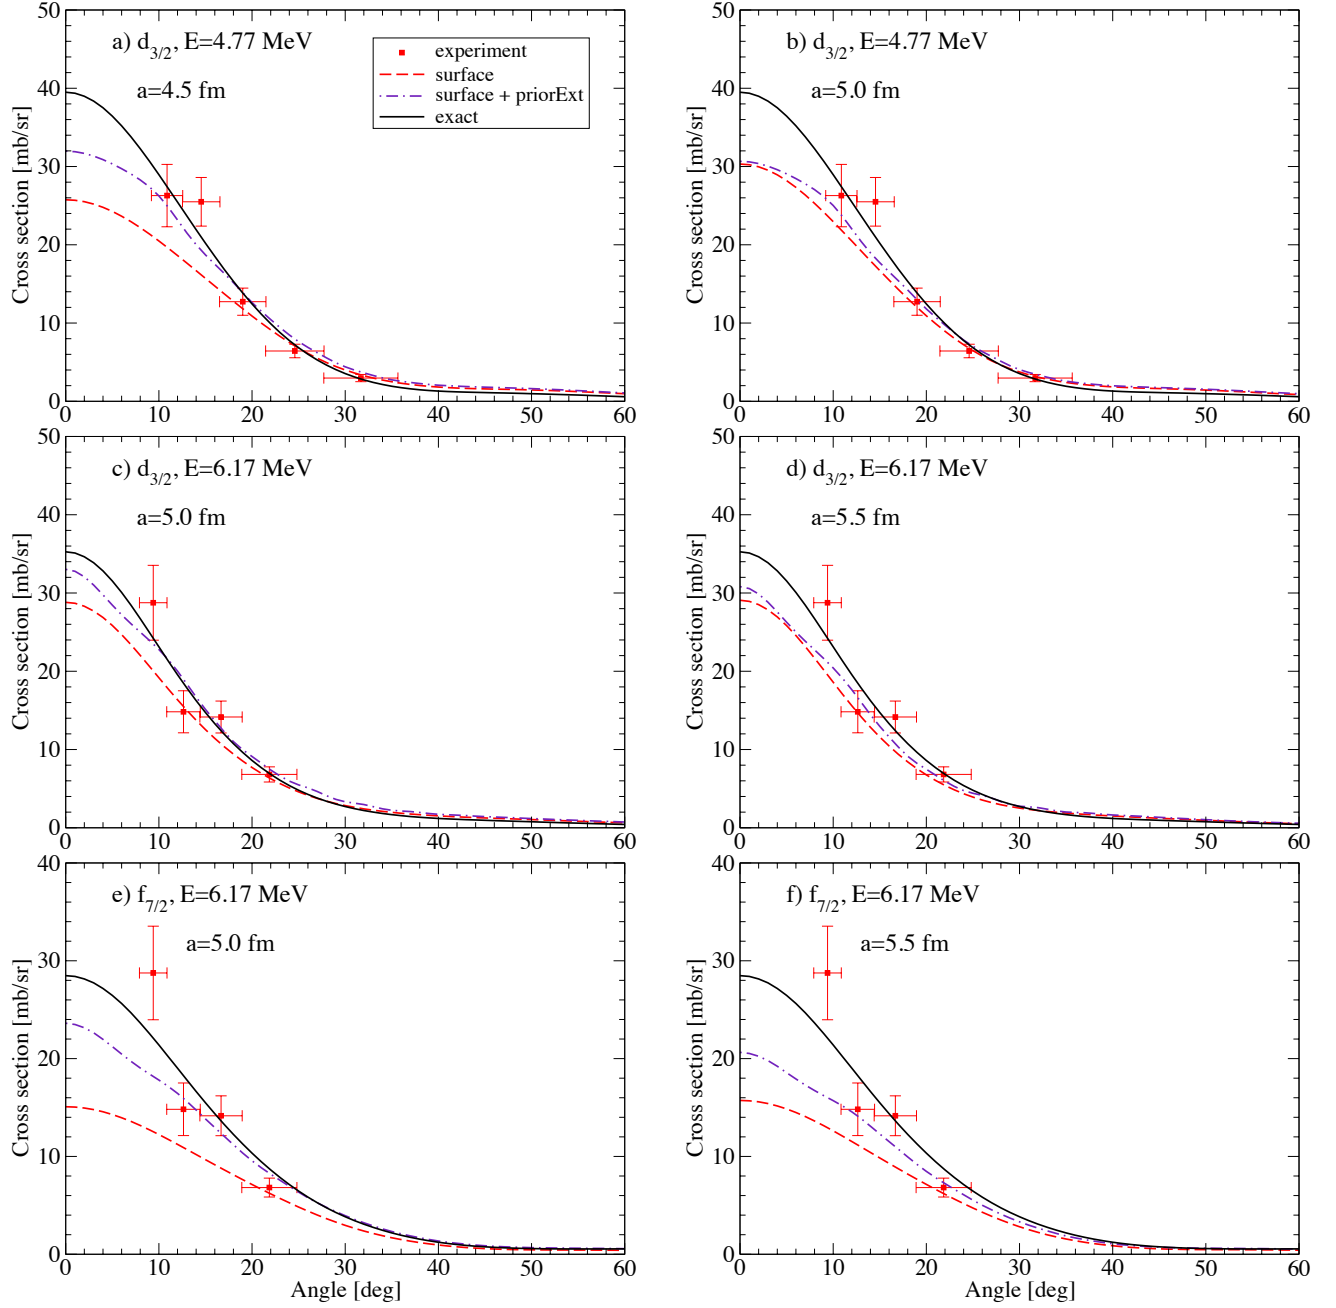 a) d3/2, E=4.77 MeV
a=4.5 fm
experiment
surface
surface + priorExt
exact
Cross section [mb/sr]
50
40
30
20
10
0
0 10 20 30 40 50 60
b) d3/2, E=4.77 MeV
a=5.0 fm
Cross section [mb/sr]
50
40
30
20
10
0
0 10 20 30 40 50 60
c) d3/2, E=6.17 MeV
a=5.0 fm
Cross section [mb/sr]
50
40
30
20
10
0
0 10 20 30 40 50 60
d) d3/2, E=6.17 MeV
a=5.5 fm
Cross section [mb/sr]
50
40
30
20
10
0
0 10 20 30 40 50 60
e) f7/2, E=6.17 MeV
a=5.0 fm
Cross section [mb/sr]
40
30
20
10
0
0 10 20 30 40 50 60
Angle [deg]
f) f7/2, E=6.17 MeV
a=5.5 fm
Cross section [mb/sr]
40
30
20
10
0
0 10 20 30 40 50 60
Angle [deg]